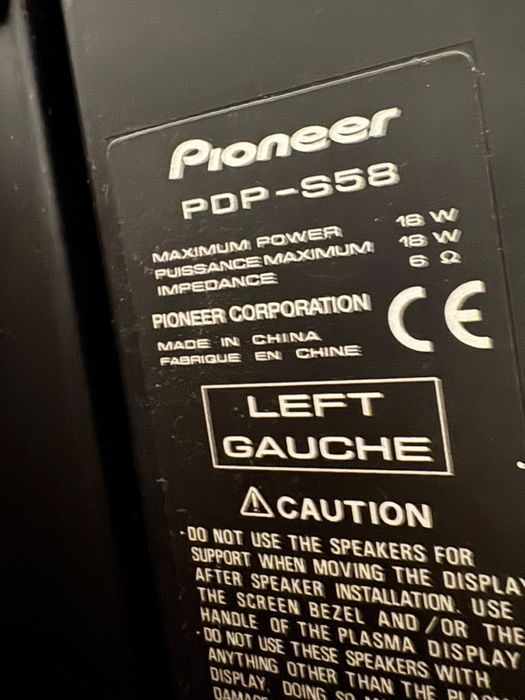 Pioneer
PDP-S58
MAXIMUM POWER 18 W
PUISSANCE MAXIMUM 18 W
IMPEDANCE 6 Ω
PIONEER CORPORATION
MADE IN CHINA
FABRIQUE EN CHINE
CE
LEFT
GAUCHE
⚠CAUTION
·DO NOT USE THE SPEAKERS FOR
SUPPORT WHEN MOVING THE DISPLAY
AFTER SPEAKER INSTALLATION. USE
THE SCREEN BEZEL AND/OR THE
HANDLE OF THE PLASMA DISPLAY
·DO NOT USE THESE SPEAKERS WITH
ANYTHING OTHER THAN THE
DISPLAY. DOING